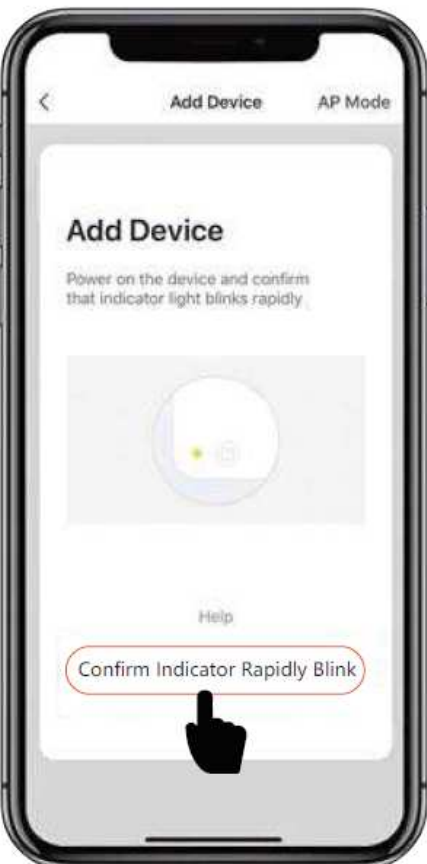 Add Device
AP Mode
Add Device
Power on the device and confirm
that indicator light blinks rapidly
Help
Confirm Indicator Rapidly Blink